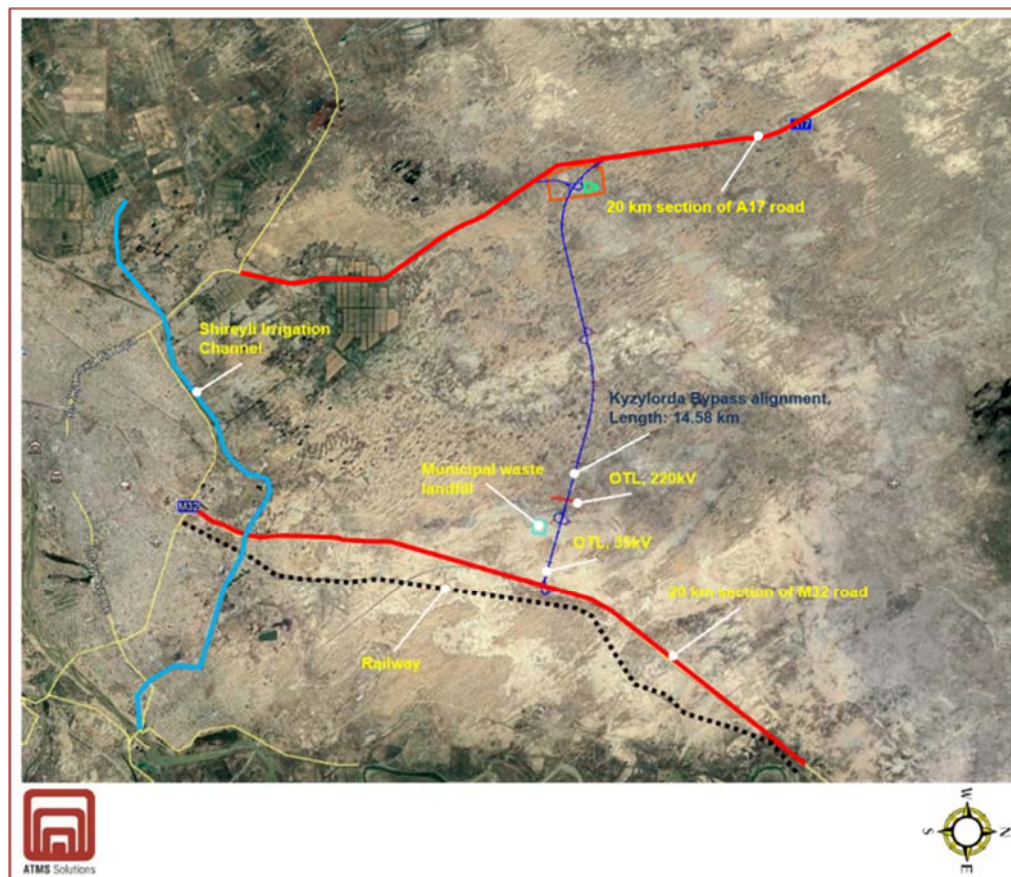 A17
20 km section of A17 road
Shireyli Irrigation
Channel
Kyzylorda Bypass alignment,
Length: 14.58 km
Municipal waste
landfill
OTL, 220kV
M32
OTL, 35kV
20 km section of M32 road
Railway
ATMS Solutions
W
S
N
E